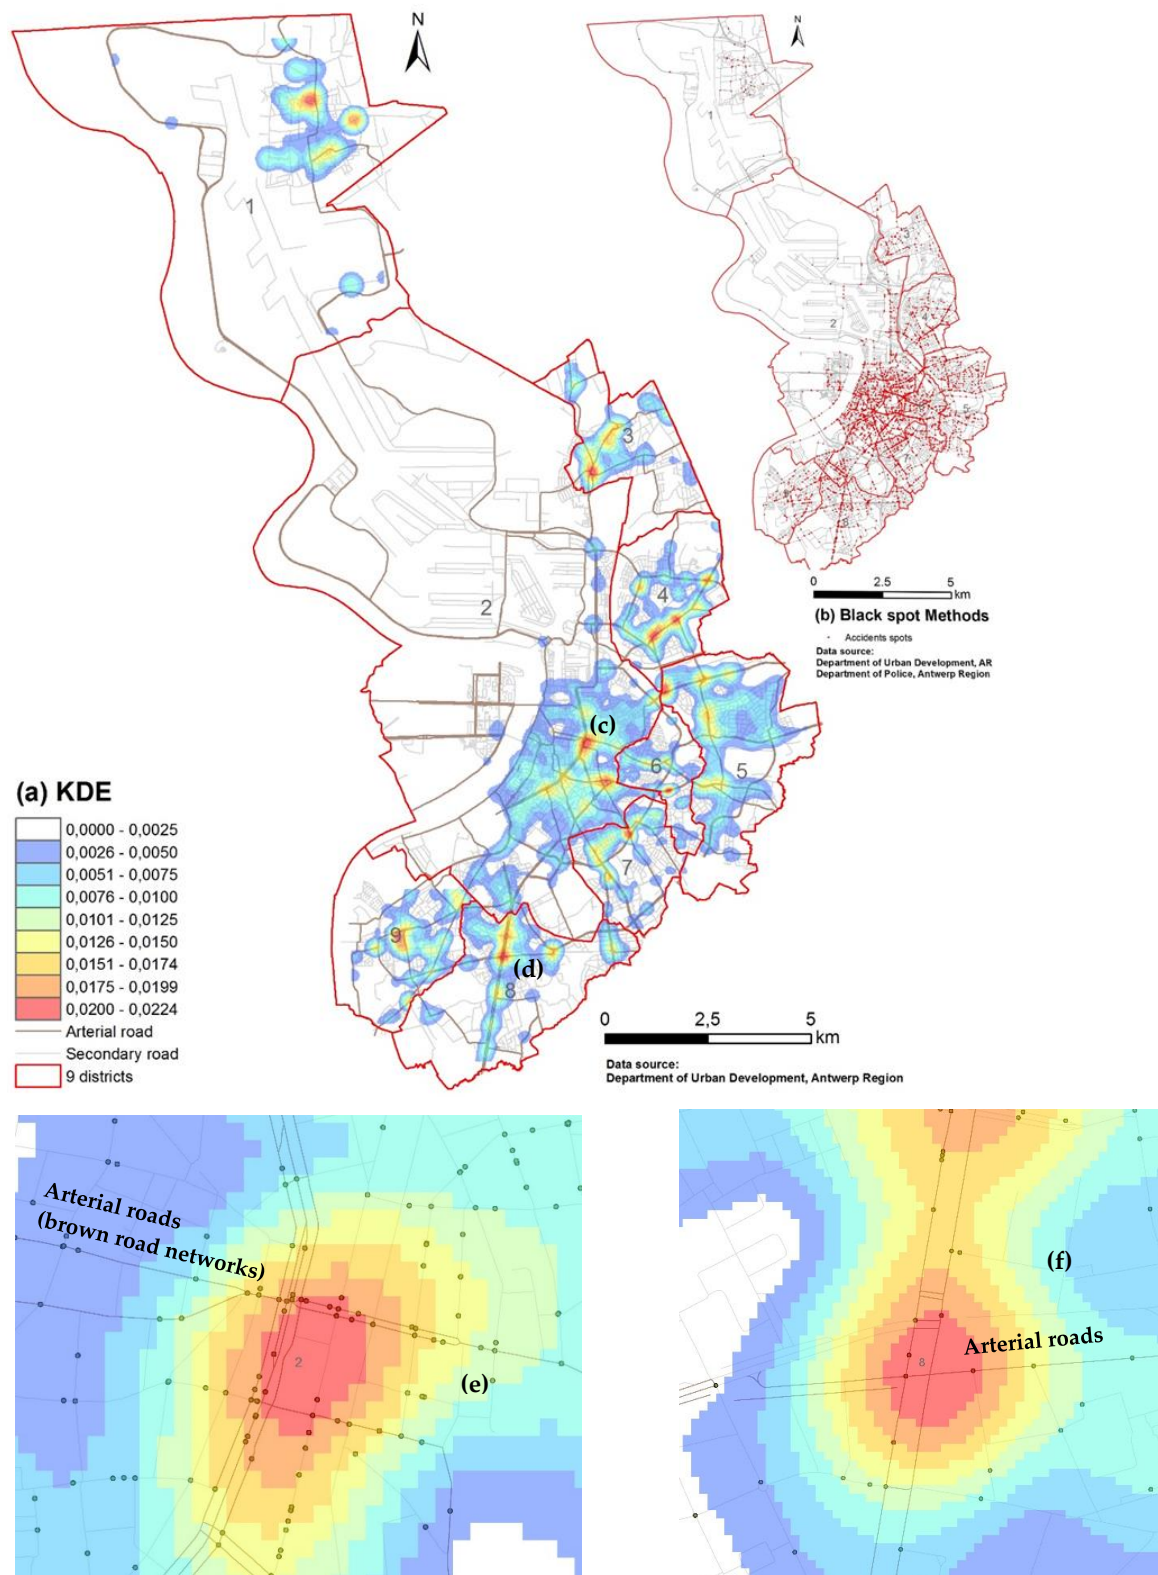 N
1
2
3
4
(c)
6
5
7
9
(d)
8
(a) KDE
0,0000 - 0,0025
0,0026 - 0,0050
0,0051 - 0,0075
0,0076 - 0,0100
0,0101 - 0,0125
0,0126 - 0,0150
0,0151 - 0,0174
0,0175 - 0,0199
0,0200 - 0,0224
Arterial road
Secondary road
9 districts
0 2,5 5
km
Data source:
Department of Urban Development, Antwerp Region
N
1
2
3
4
5
7
0 2.5 5
km
(b) Black spot Methods
Accidents spots
Data source:
Department of Urban Development, AR
Department of Police, Antwerp Region
Arterial roads
(brown road networks)
2
(e)
(f)
Arterial roads
8